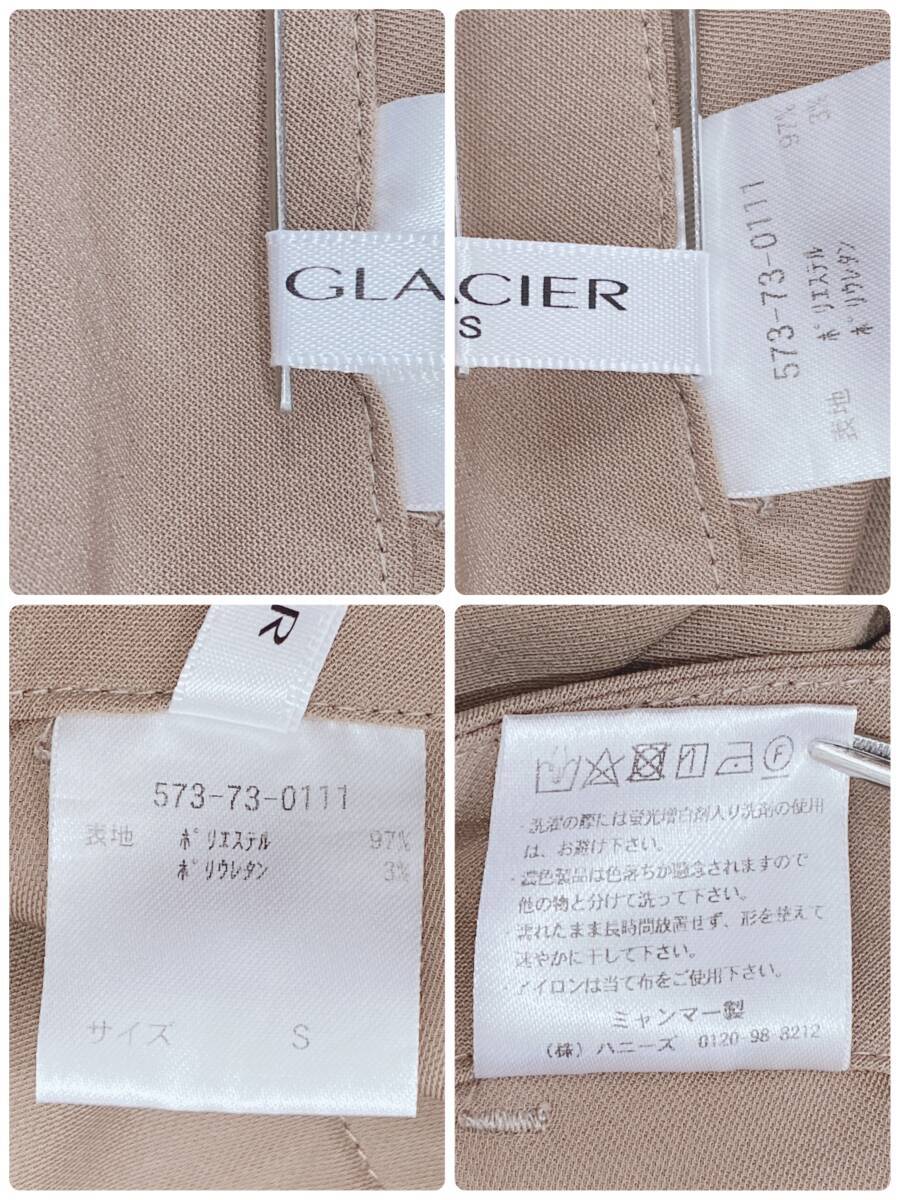 GLACIER
S
573-73-0111
表地 ポリエステル 97%
ポリウレタン 3%
R
573-73-0111
表地 ポリエステル 97%
ポリウレタン 3%
サイズ S
F
・洗濯の際には蛍光増白剤入り洗剤の使用
は、お避け下さい。
・濃色製品は色落ちが懸念されますので
他の物と分けて洗って下さい。
・濡れたまま長時間放置せず、形を整えて
速やかに干して下さい。
・アイロンは当て布をご使用下さい。
ミャンマー製
(株)ハニーズ 0120-98-8212